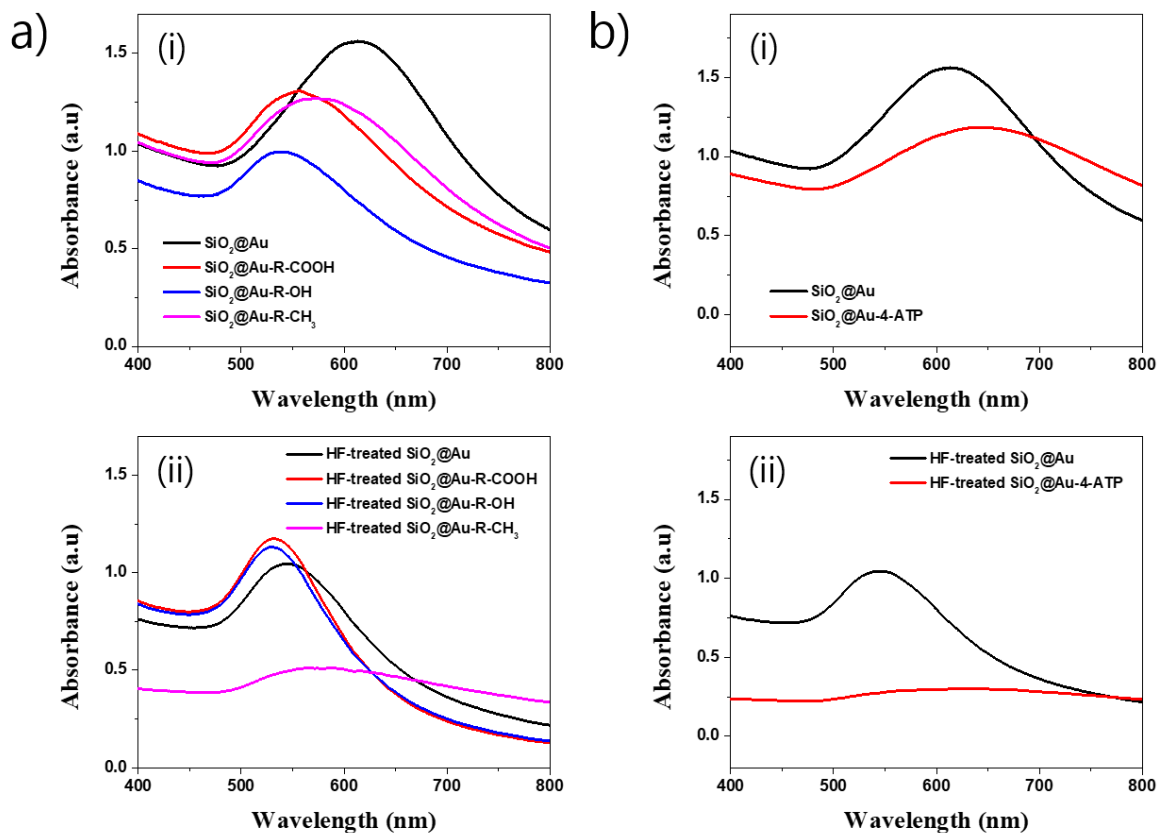 a)
(i)
Absorbance (a.u)
1.5
1.0
0.5
0.0
SiO₂@Au
SiO₂@Au-R-COOH
SiO₂@Au-R-OH
SiO₂@Au-R-CH₃
400 500 600 700 800
Wavelength (nm)
b)
(i)
Absorbance (a.u)
1.5
1.0
0.5
0.0
SiO₂@Au
SiO₂@Au-4-ATP
400 500 600 700 800
Wavelength (nm)
(ii)
Absorbance (a.u)
1.5
1.0
0.5
0.0
HF-treated SiO₂@Au
HF-treated SiO₂@Au-R-COOH
HF-treated SiO₂@Au-R-OH
HF-treated SiO₂@Au-R-CH₃
400 500 600 700 800
Wavelength (nm)
(ii)
Absorbance (a.u)
1.5
1.0
0.5
0.0
HF-treated SiO₂@Au
HF-treated SiO₂@Au-4-ATP
400 500 600 700 800
Wavelength (nm)